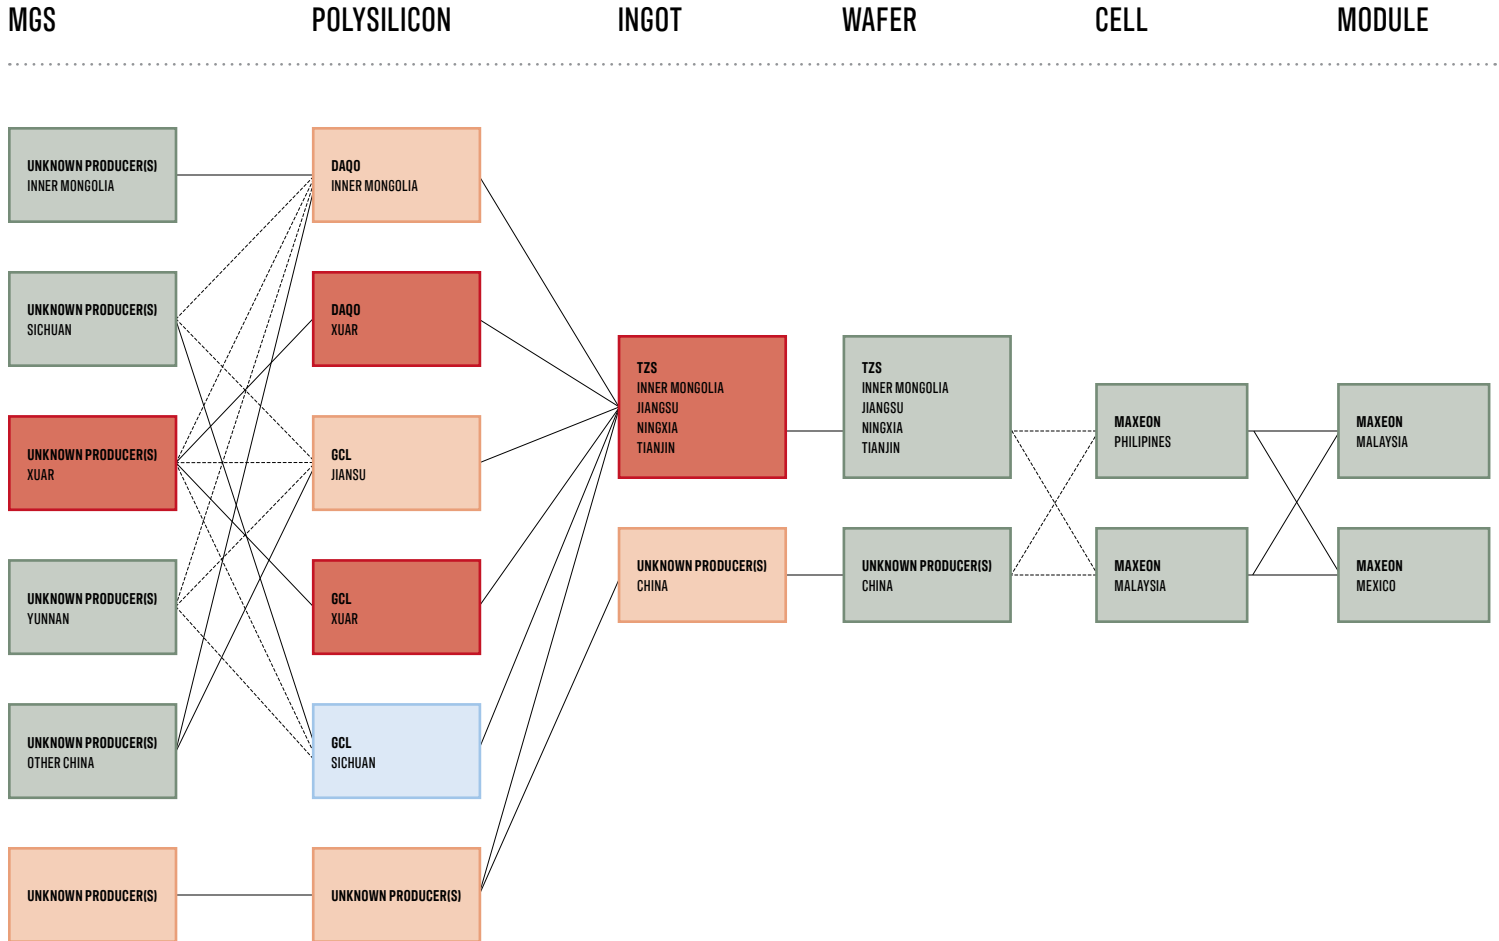 MGS
POLYSILICON
INGOT
WAFER
CELL
MODULE
UNKNOWN PRODUCER(S)
INNER MONGOLIA
UNKNOWN PRODUCER(S)
SICHUAN
UNKNOWN PRODUCER(S)
XUAR
UNKNOWN PRODUCER(S)
YUNNAN
UNKNOWN PRODUCER(S)
OTHER CHINA
UNKNOWN PRODUCER(S)
DAQO
INNER MONGOLIA
DAQO
XUAR
GCL
JIANSU
GCL
XUAR
GCL
SICHUAN
UNKNOWN PRODUCER(S)
TZS
INNER MONGOLIA
JIANGSU
NINGXIA
TIANJIN
UNKNOWN PRODUCER(S)
CHINA
TZS
INNER MONGOLIA
JIANGSU
NINGXIA
TIANJIN
UNKNOWN PRODUCER(S)
CHINA
MAXEON
PHILIPINES
MAXEON
MALAYSIA
MAXEON
MALAYSIA
MAXEON
MEXICO